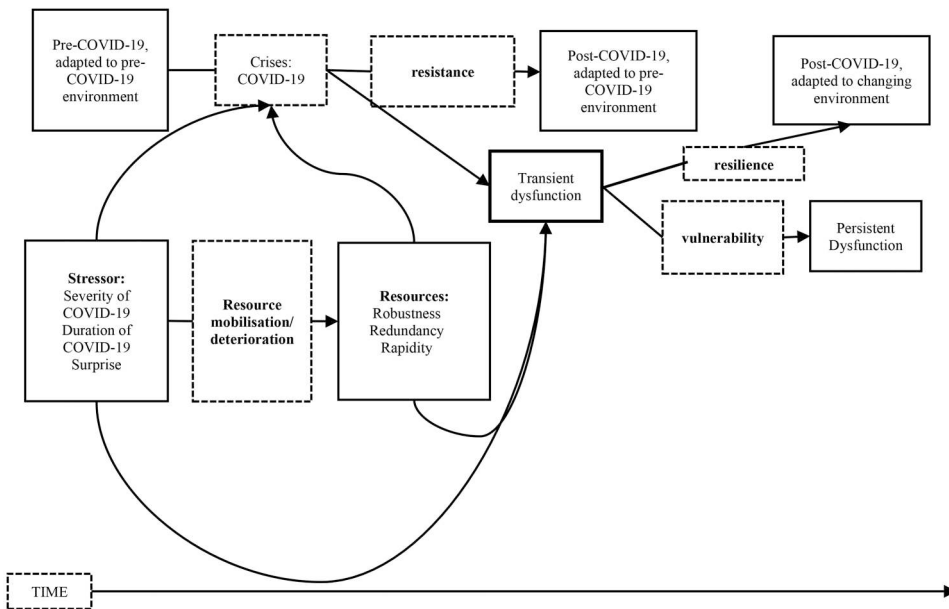 Pre-COVID-19,
adapted to pre-
COVID-19
environment
Crises:
COVID-19
resistance
Post-COVID-19,
adapted to pre-
COVID-19
environment
Post-COVID-19,
adapted to changing
environment
Transient
dysfunction
resilience
vulnerability
Persistent
Dysfunction
Stressor:
Severity of
COVID-19
Duration of
COVID-19
Surprise
Resource
mobilisation/
deterioration
Resources:
Robustness
Redundancy
Rapidity
TIME